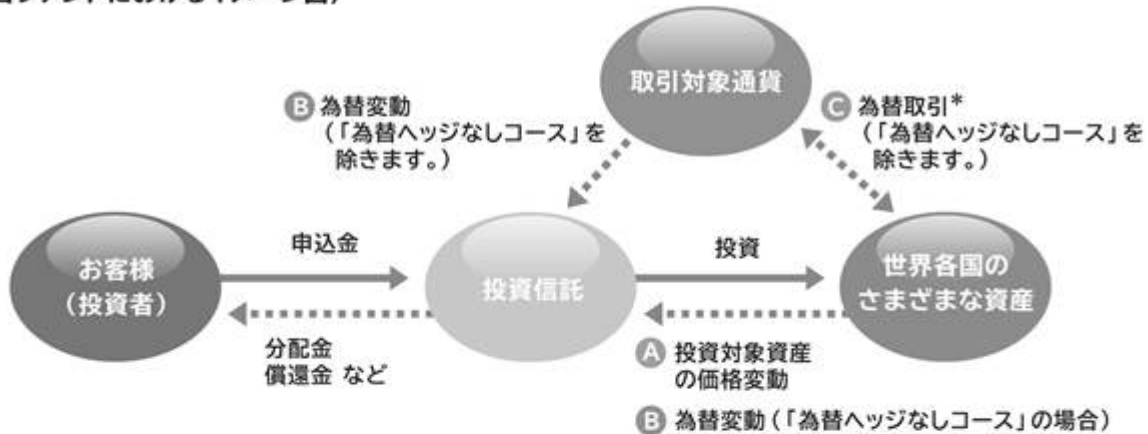 取引対象通貨
B 為替変動
(「為替ヘッジなしコース」を
除きます。)
C 為替取引*
(「為替ヘッジなしコース」を
除きます。)
お客様
(投資者)
申込金
投資信託
投資
世界各国の
さまざまな資産
分配金
償還金 など
A 投資対象資産
の価格変動
B 為替変動(「為替ヘッジなしコース」の場合)